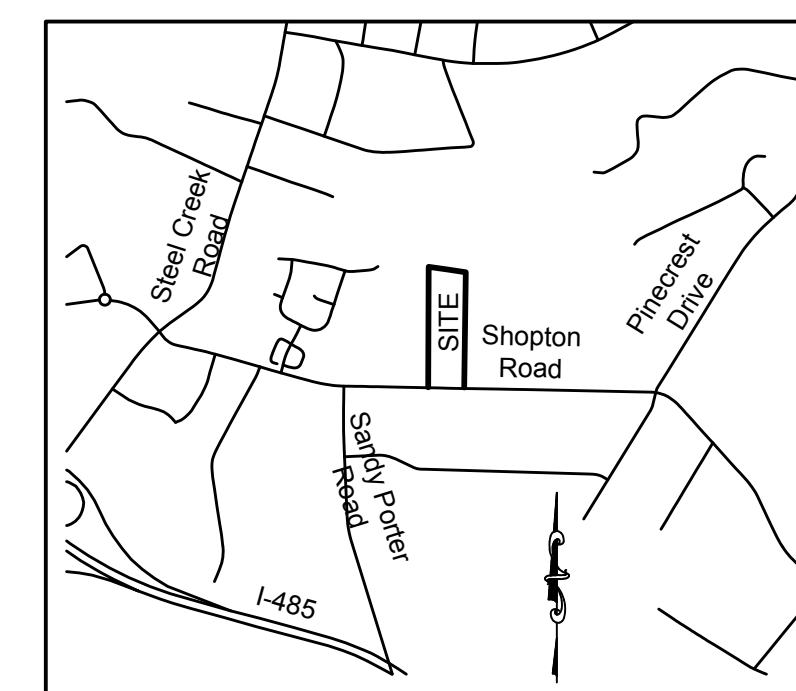 Steel Creek
Road
SITE
Shopton
Road
Pinecrest
Drive
Sandy Porter
Road
I-485